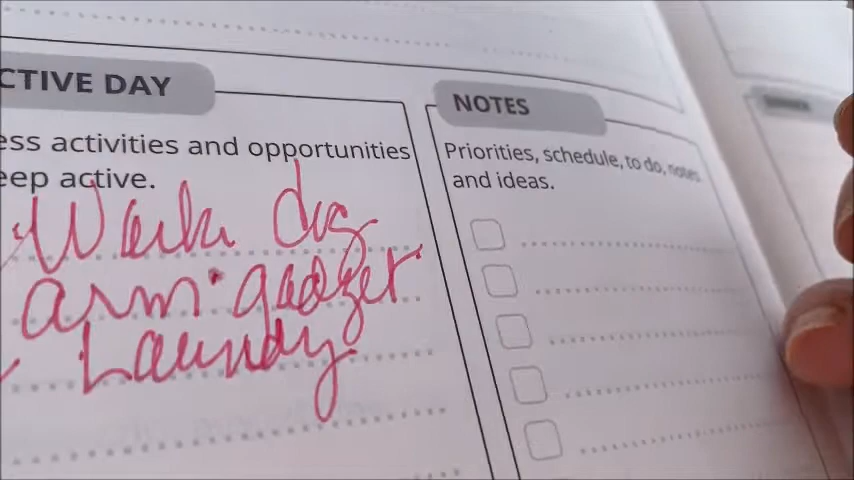 CTIVE DAY
ess activities and opportunities
eep active.
Walk dog
arm gadget
Laundy
NOTES
Priorities, schedule, to do, notes
and ideas.